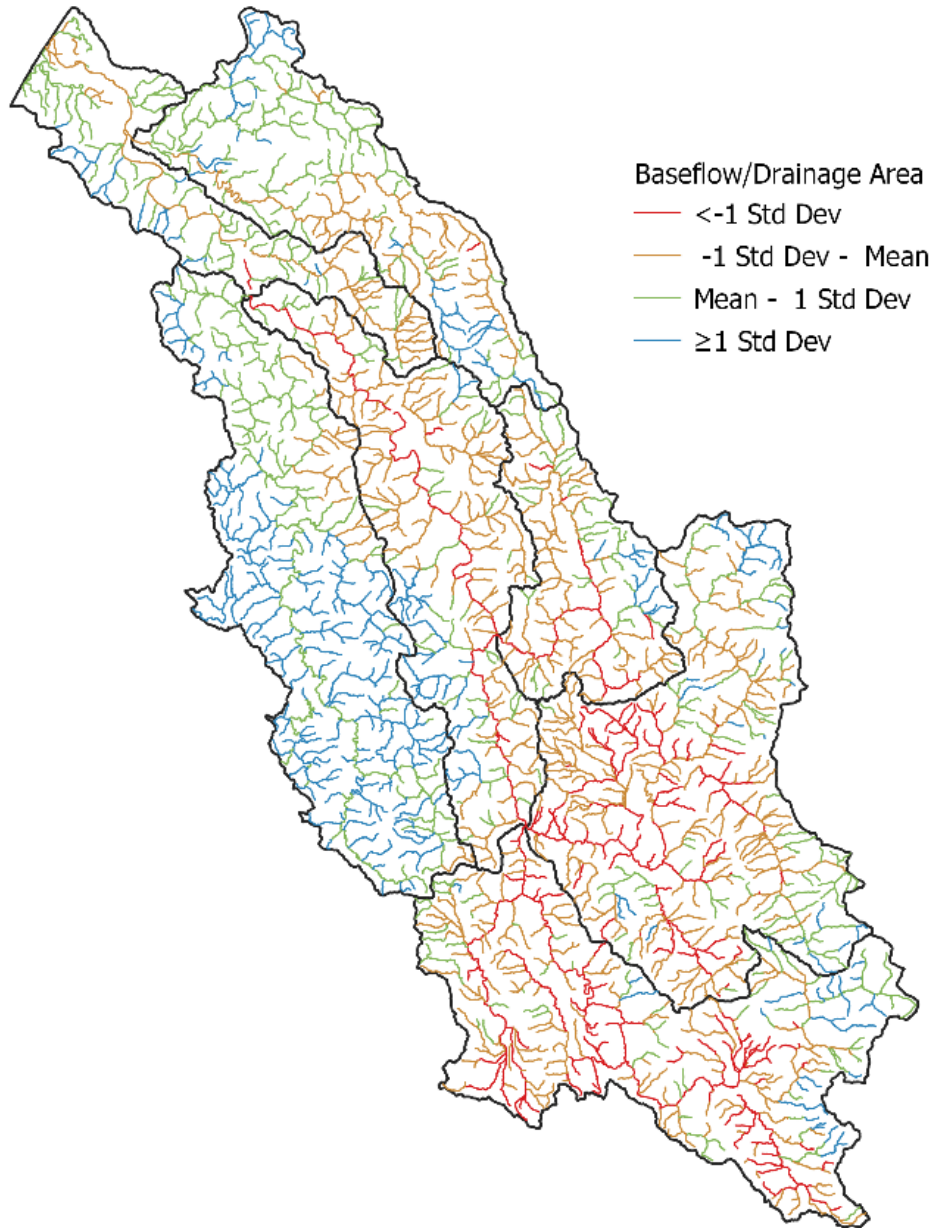 Baseflow/Drainage Area
<-1 Std Dev
-1 Std Dev - Mean
Mean - 1 Std Dev
≥1 Std Dev